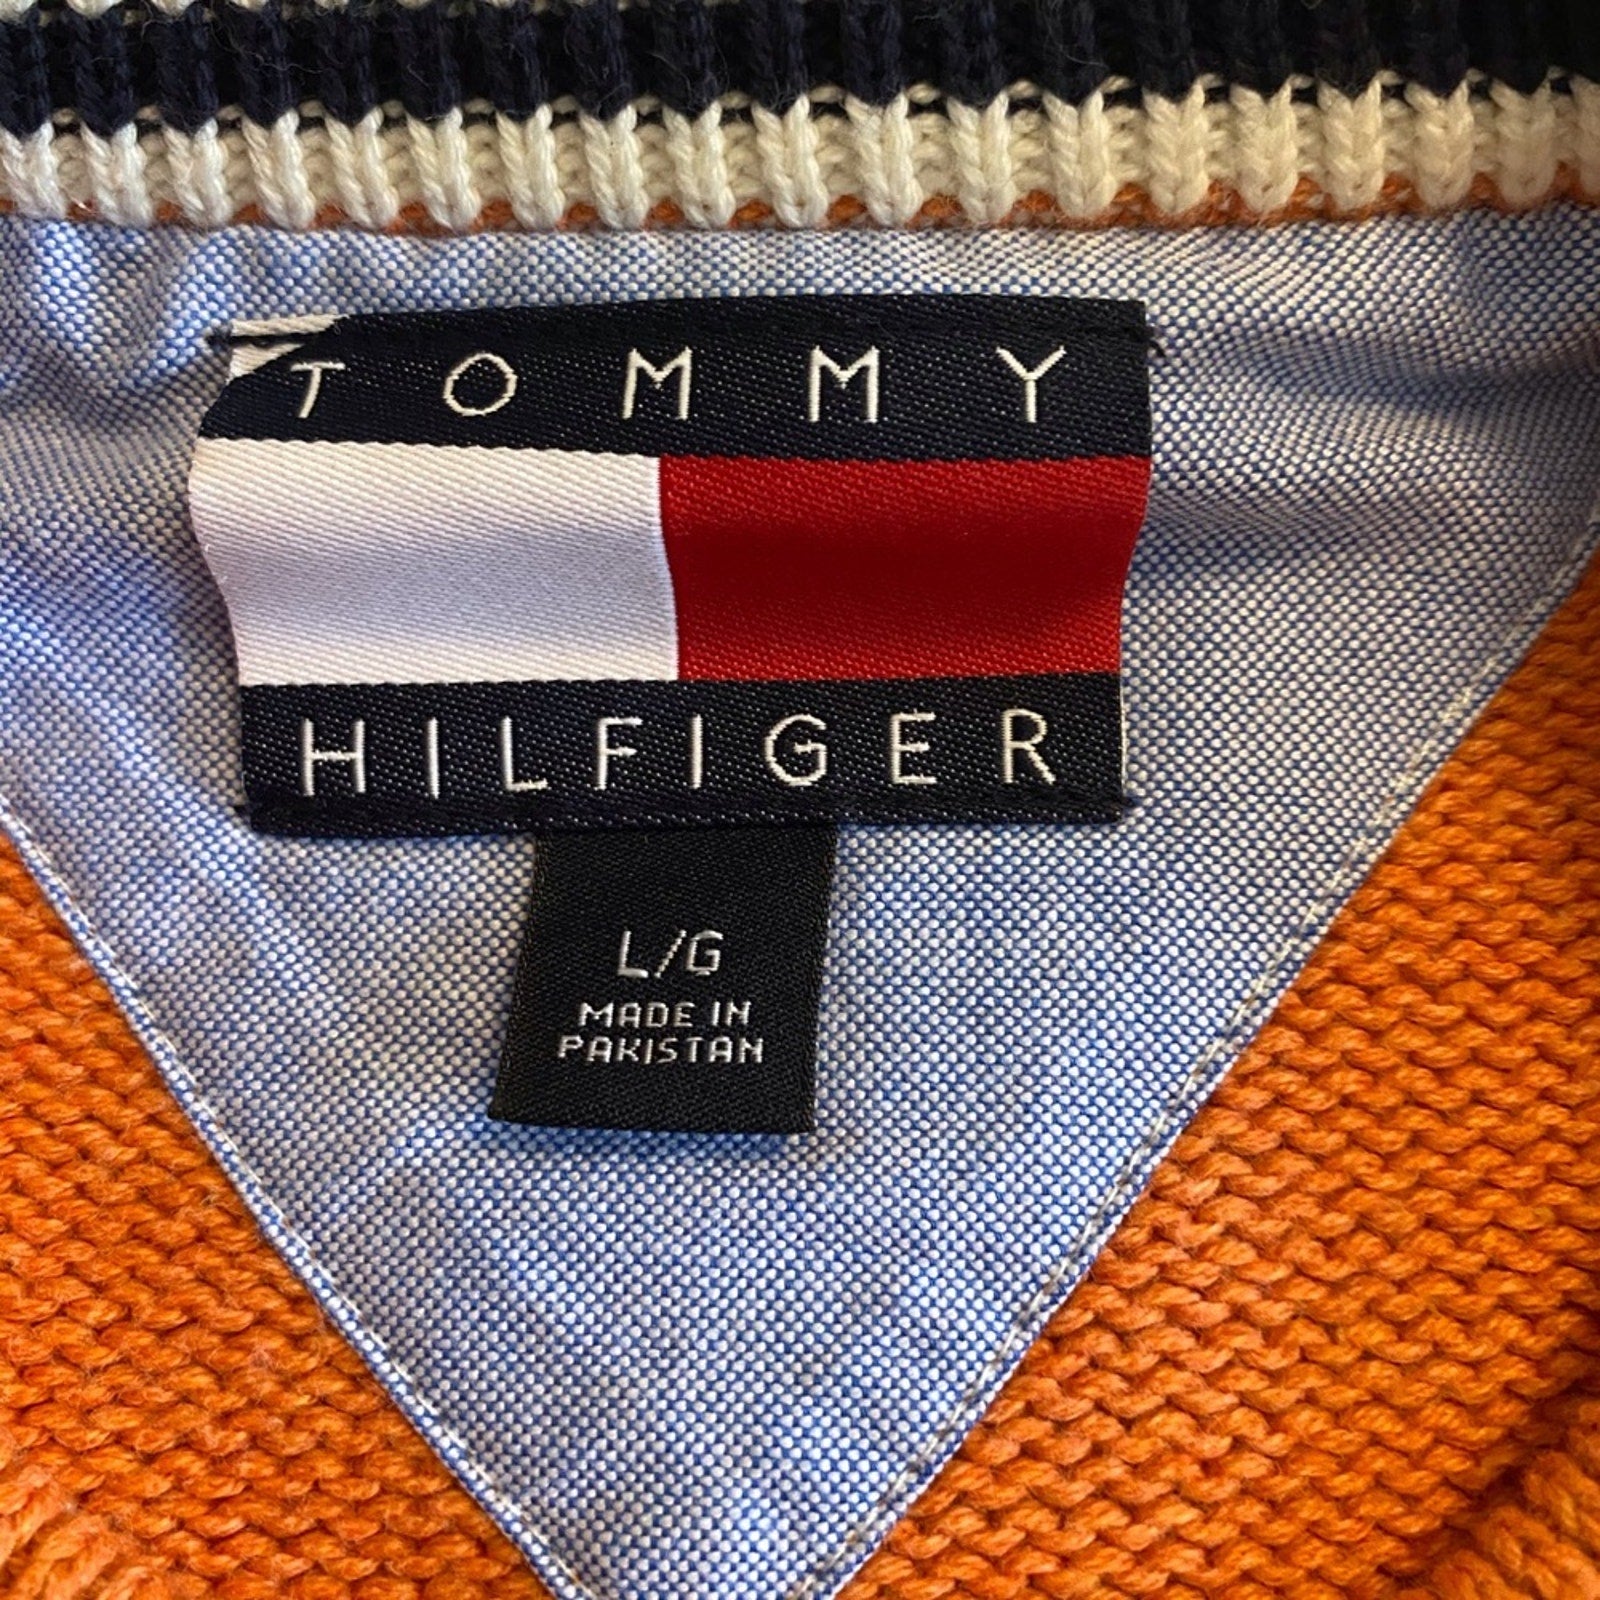 TOMMY
HILFIGER
L/G
MADE IN
PAKISTAN